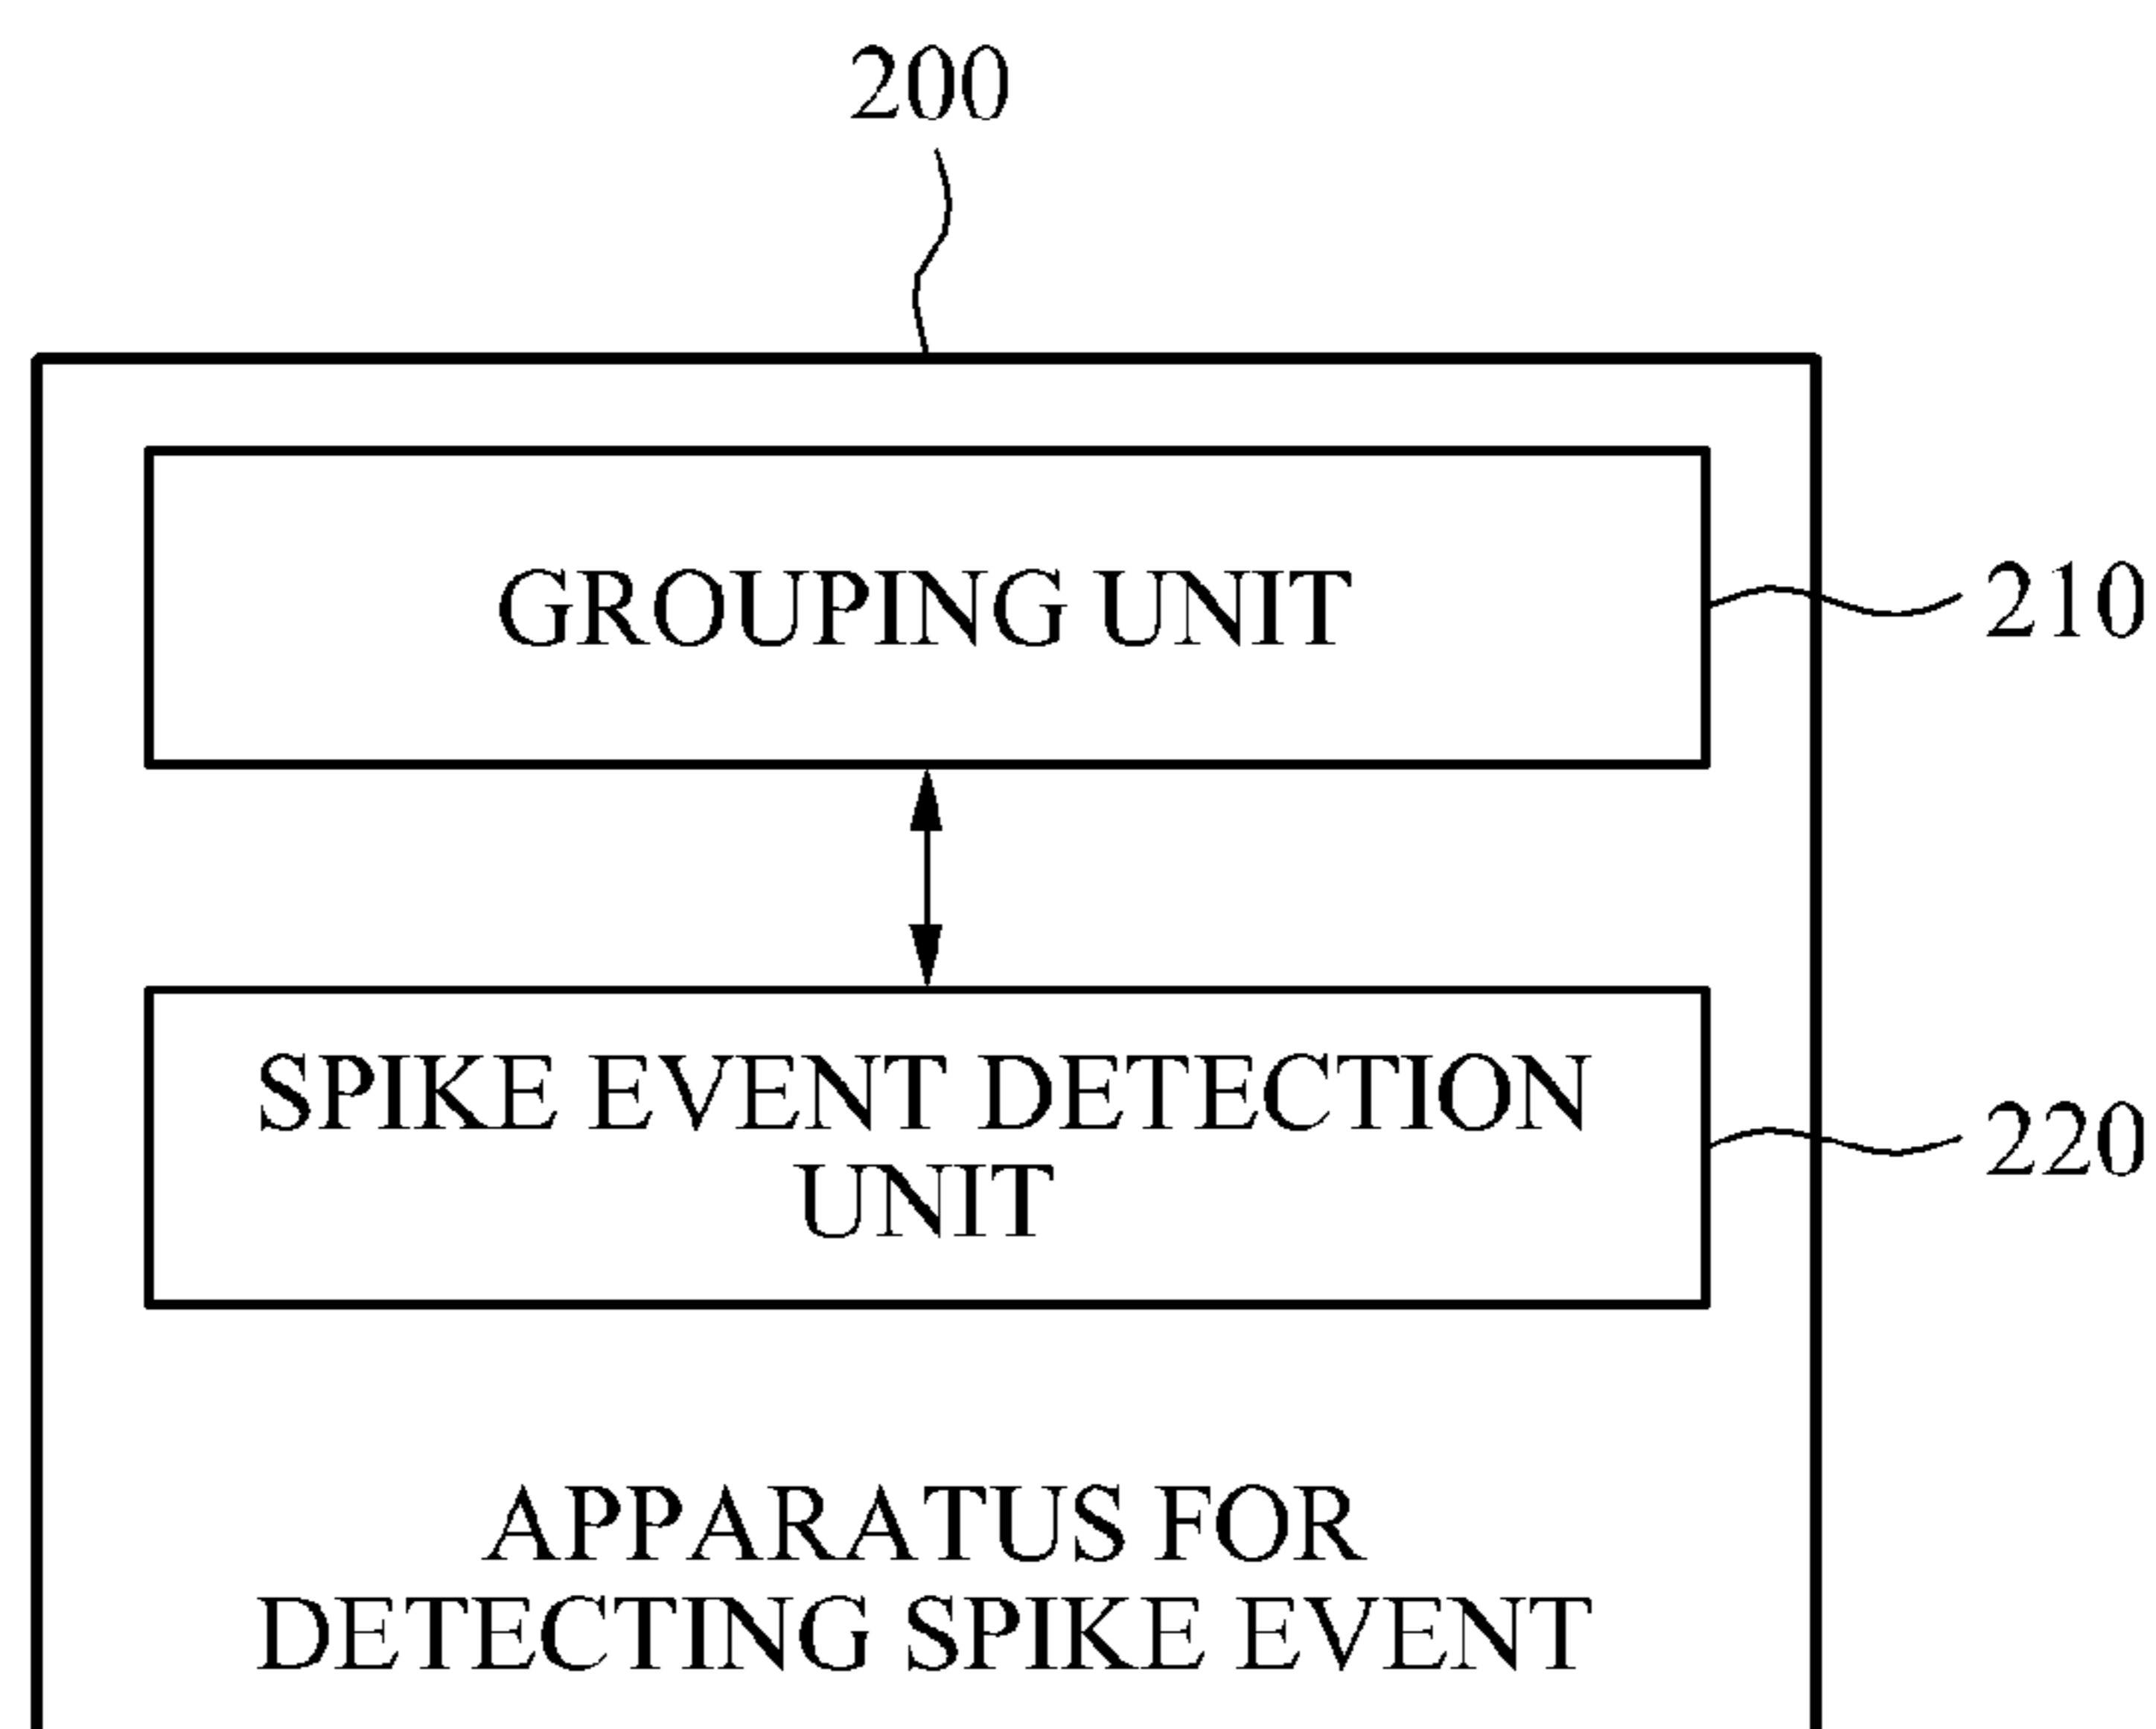 200
GROUPING UNIT
210
SPIKE EVENT DETECTION
UNIT
220
APPARATUS FOR
DETECTING SPIKE EVENT